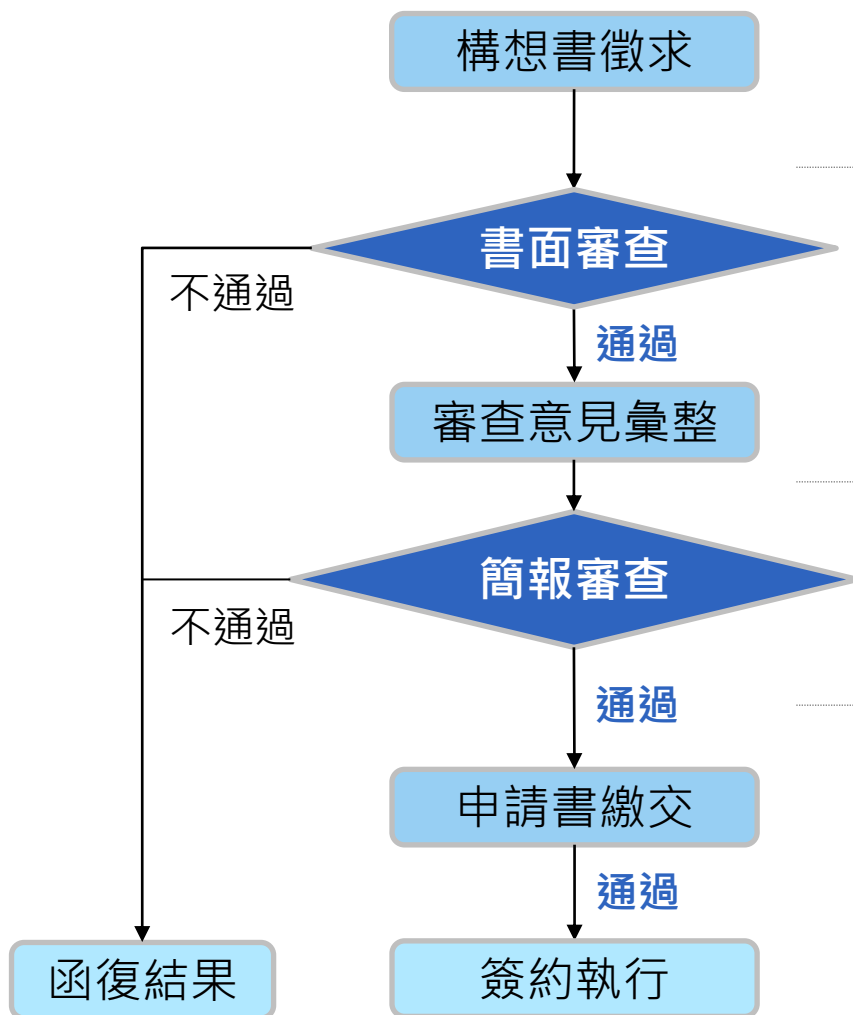 構想書徵求
書面審查
不通過
通過
審查意見彙整
簡報審查
不通過
通過
申請書繳交
通過
函復結果
簽約執行